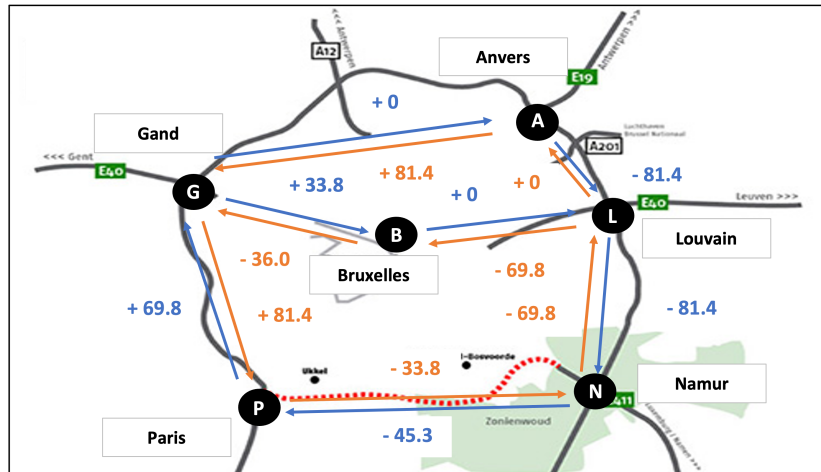 <<< Antwerpen
A12
Anvers
Antwerpen >>>
E19
+ 0
Gand
A
Luchthaven
Brussel Nationaal
A201
<<< Gent
E40
+ 81.4
+ 0
- 81.4
+ 33.8
+ 0
G
Leuven >>>
E40
L
B
Louvain
- 36.0
Bruxelles
- 69.8
+ 69.8
+ 81.4
- 69.8
- 81.4
- 33.8
Ukkel
Namur
N
P
Zoniënwoud
Paris
- 45.3